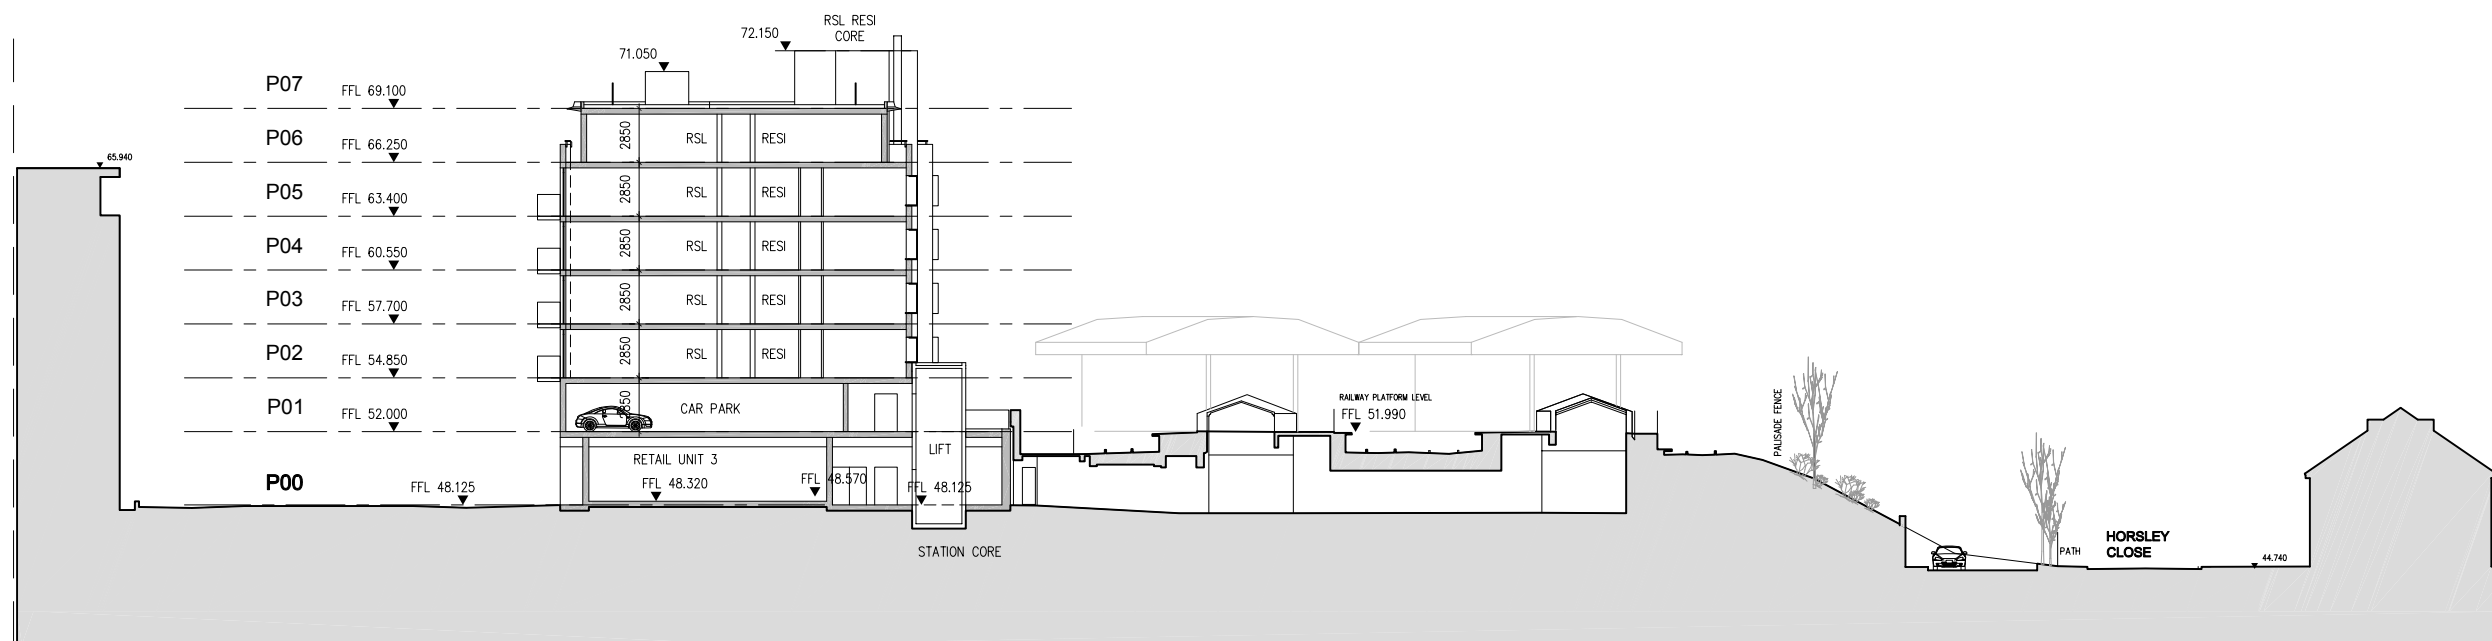 RSL RESI
CORE
72.150
71.050
P07
FFL 69.100
P06
FFL 66.250
2850
RSL
RESI
65.940
P05
FFL 63.400
2850
RSL
RESI
P04
FFL 60.550
2850
RSL
RESI
P03
FFL 57.700
2850
RSL
RESI
P02
FFL 54.850
2850
RSL
RESI
P01
FFL 52.000
2850
CAR PARK
RAILWAY PLATFORM LEVEL
FFL 51.990
PALISADE FENCE
LIFT
RETAIL UNIT 3
P00
FFL 48.125
FFL 48.320
FFL 48.570
FFL 48.125
STATION CORE
PATH
HORSLEY
CLOSE
44.740